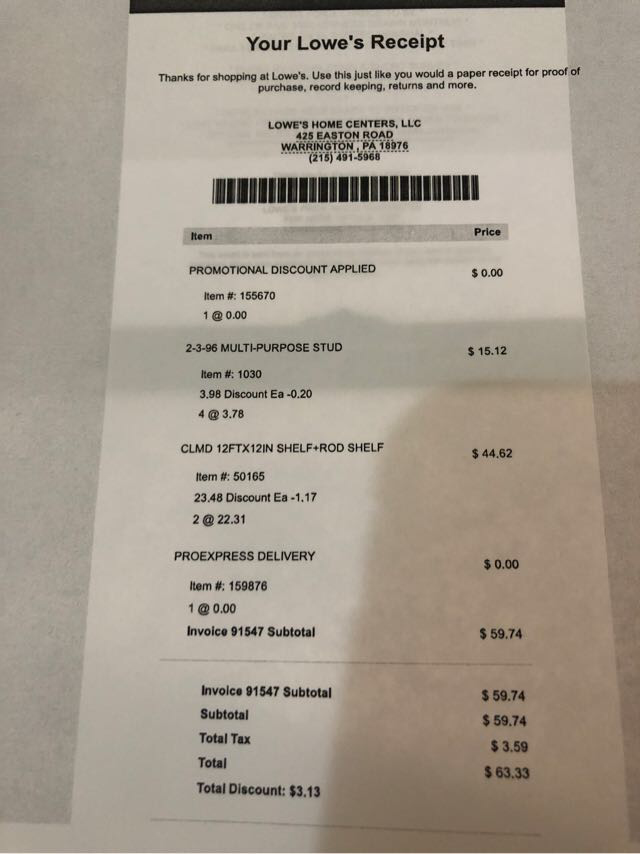 Your Lowe's Receipt
Thanks for shopping at Lowe's. Use this just like you would a paper receipt for proof of
purchase, record keeping, returns and more.
LOWE'S HOME CENTERS, LLC
425 EASTON ROAD
WARRINGTON , PA 18976
(215) 491-5968
Item Price
PROMOTIONAL DISCOUNT APPLIED $ 0.00
Item #: 155670
1 @ 0.00
2-3-96 MULTI-PURPOSE STUD $ 15.12
Item #: 1030
3.98 Discount Ea -0.20
4 @ 3.78
CLMD 12FTX12IN SHELF+ROD SHELF $ 44.62
Item #: 50165
23.48 Discount Ea -1.17
2 @ 22.31
PROEXPRESS DELIVERY $ 0.00
Item #: 159876
1 @ 0.00
Invoice 91547 Subtotal $ 59.74
Invoice 91547 Subtotal $ 59.74
Subtotal $ 59.74
Total Tax $ 3.59
Total $ 63.33
Total Discount: $3.13